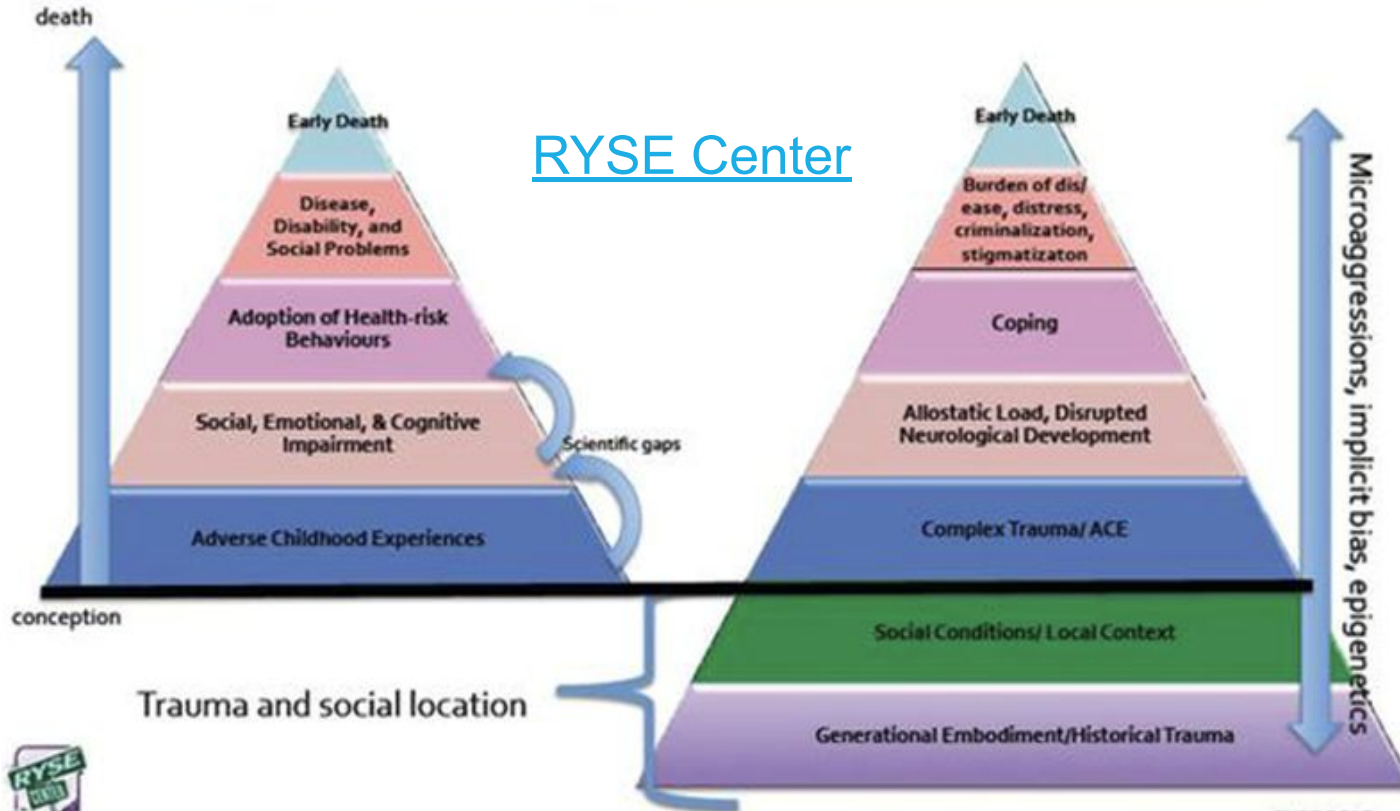 death
Early Death
Disease,
Disability, and
Social Problems
Adoption of Health-risk
Behaviours
Social, Emotional, & Cognitive
Impairment
Scientific gaps
Adverse Childhood Experiences
conception
RYSE Center
Early Death
Burden of dis/
ease, distress,
criminalization,
stigmatizaton
Coping
Allostatic Load, Disrupted
Neurological Development
Complex Trauma/ ACE
Social Conditions/ Local Context
Generational Embodiment/Historical Trauma
Microaggressions, implicit bias, epigenetics
Trauma and social location
RYSE
CENTER